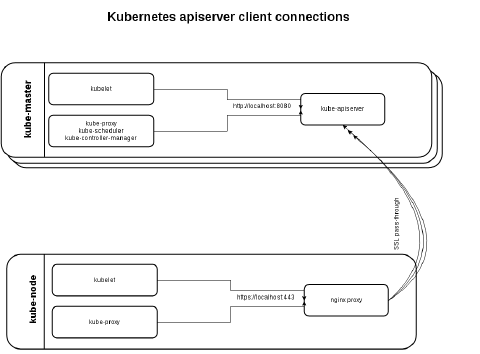 Kubernetes apiserver client connections
kube-master
kubelet
kube-proxy
kube-scheduler
kube-controller-manager
http://localhost:8080
kube-apiserver
SSL pass-through
kube-node
kubelet
kube-proxy
https://localhost:443
nginx proxy